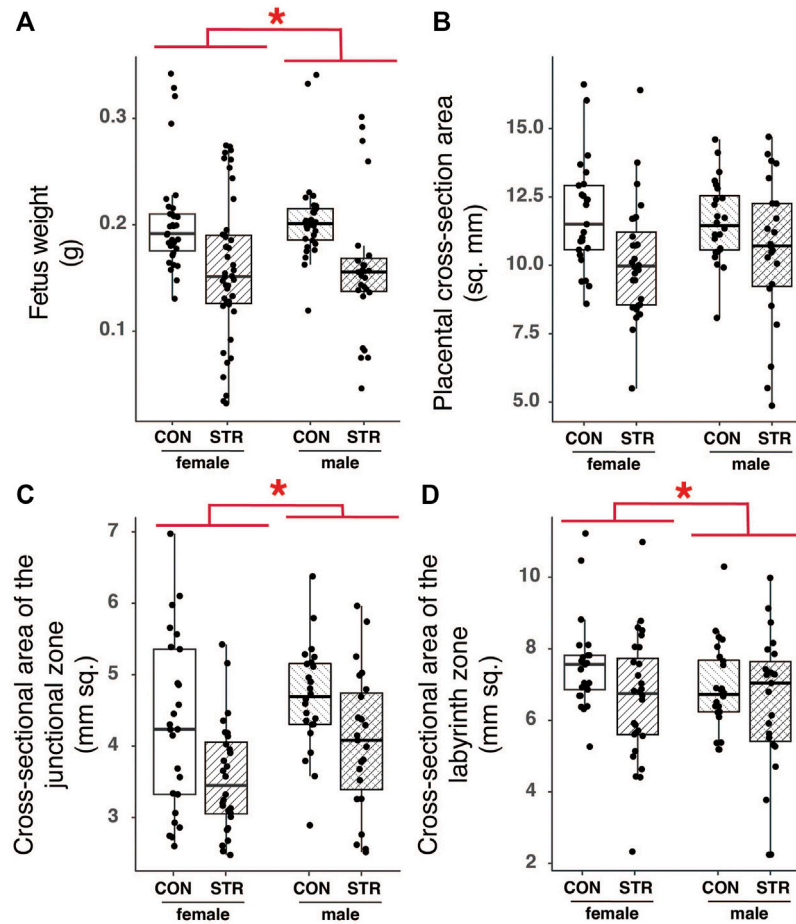 A
*
Fetus weight
(g)
0.3
0.2
0.1
CON STR CON STR
female male
B
Placental cross-section area
(sq. mm)
15.0
12.5
10.0
7.5
5.0
CON STR CON STR
female male
C
*
Cross-sectional area of the
junctional zone
(mm sq.)
7
6
5
4
3
CON STR CON STR
female male
D
*
Cross-sectional area of the
labyrinth zone
(mm sq.)
10
8
6
4
2
CON STR CON STR
female male